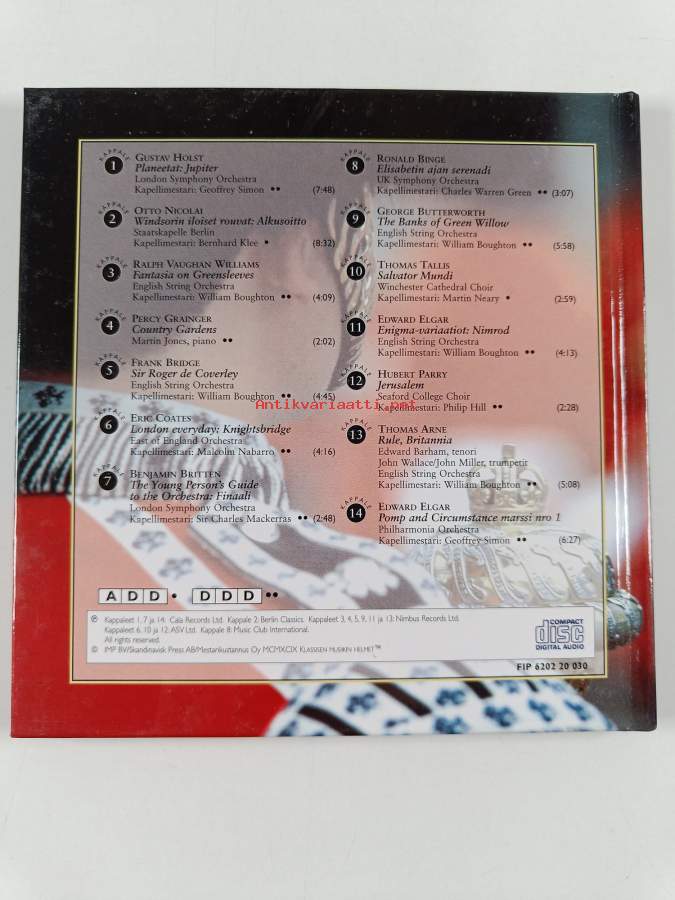 KAPPALE
1
GUSTAV HOLST
Planeetat: Jupiter
London Symphony Orchestra
Kapellimestari: Geoffrey Simon •• (7:48)
KAPPALE
2
OTTO NICOLAI
Windsorin iloiset rouvat: Alkusoitto
Staatskapelle Berlin
Kapellimestari: Bernhard Klee • (8:32)
KAPPALE
3
RALPH VAUGHAN WILLIAMS
Fantasia on Greensleeves
English String Orchestra
Kapellimestari: William Boughton •• (4:09)
KAPPALE
4
PERCY GRAINGER
Country Gardens
Martin Jones, piano •• (2:02)
KAPPALE
5
FRANK BRIDGE
Sir Roger de Coverley
English String Orchestra
Kapellimestari: William Boughton •• (4:45)
KAPPALE
6
ERIC COATES
London everyday: Knightsbridge
East of England Orchestra
Kapellimestari: Malcolm Nabarro •• (4:16)
KAPPALE
7
BENJAMIN BRITTEN
The Young Person's Guide
to the Orchestra: Finaali
London Symphony Orchestra
Kapellimestari: Sir Charles Mackerras •• (2:48)
KAPPALE
8
RONALD BINGE
Elisabetin ajan serenadi
UK Symphony Orchestra
Kapellimestari: Charles Warren Green •• (3:07)
KAPPALE
9
GEORGE BUTTERWORTH
The Banks of Green Willow
English String Orchestra
Kapellimestari: William Boughton •• (5:58)
KAPPALE
10
THOMAS TALLIS
Salvator Mundi
Winchester Cathedral Choir
Kapellimestari: Martin Neary • (2:59)
KAPPALE
11
EDWARD ELGAR
Enigma-variaatiot: Nimrod
English String Orchestra
Kapellimestari: William Boughton •• (4:13)
KAPPALE
12
HUBERT PARRY
Jerusalem
Seaford College Choir
Kapellimestari: Philip Hill •• (2:28)
KAPPALE
13
THOMAS ARNE
Rule, Britannia
Edward Barham, tenori
John Wallace/John Miller, trumpetit
English String Orchestra
Kapellimestari: William Boughton •• (5:08)
KAPPALE
14
EDWARD ELGAR
Pomp and Circumstance marssi nro 1
Philharmonia Orchestra
Kapellimestari: Geoffrey Simon •• (6:27)
Antikvariaatti.net
ADD • DDD ••
℗ Kappaleet 1, 7 ja 14: Cala Records Ltd. Kappale 2: Berlin Classics. Kappaleet 3, 4, 5, 9, 11 ja 13: Nimbus Records Ltd.
Kappaleet 6, 10 ja 12: ASV Ltd. Kappale 8: Music Club International.
All rights reserved.
© IMP BV/Skandinavisk Press AB/Mestarikustannus Oy MCMXCIX KLASSISEN MUSIIKIN HELMET™
COMPACT
disc
DIGITAL AUDIO
FIP 6202 20 030